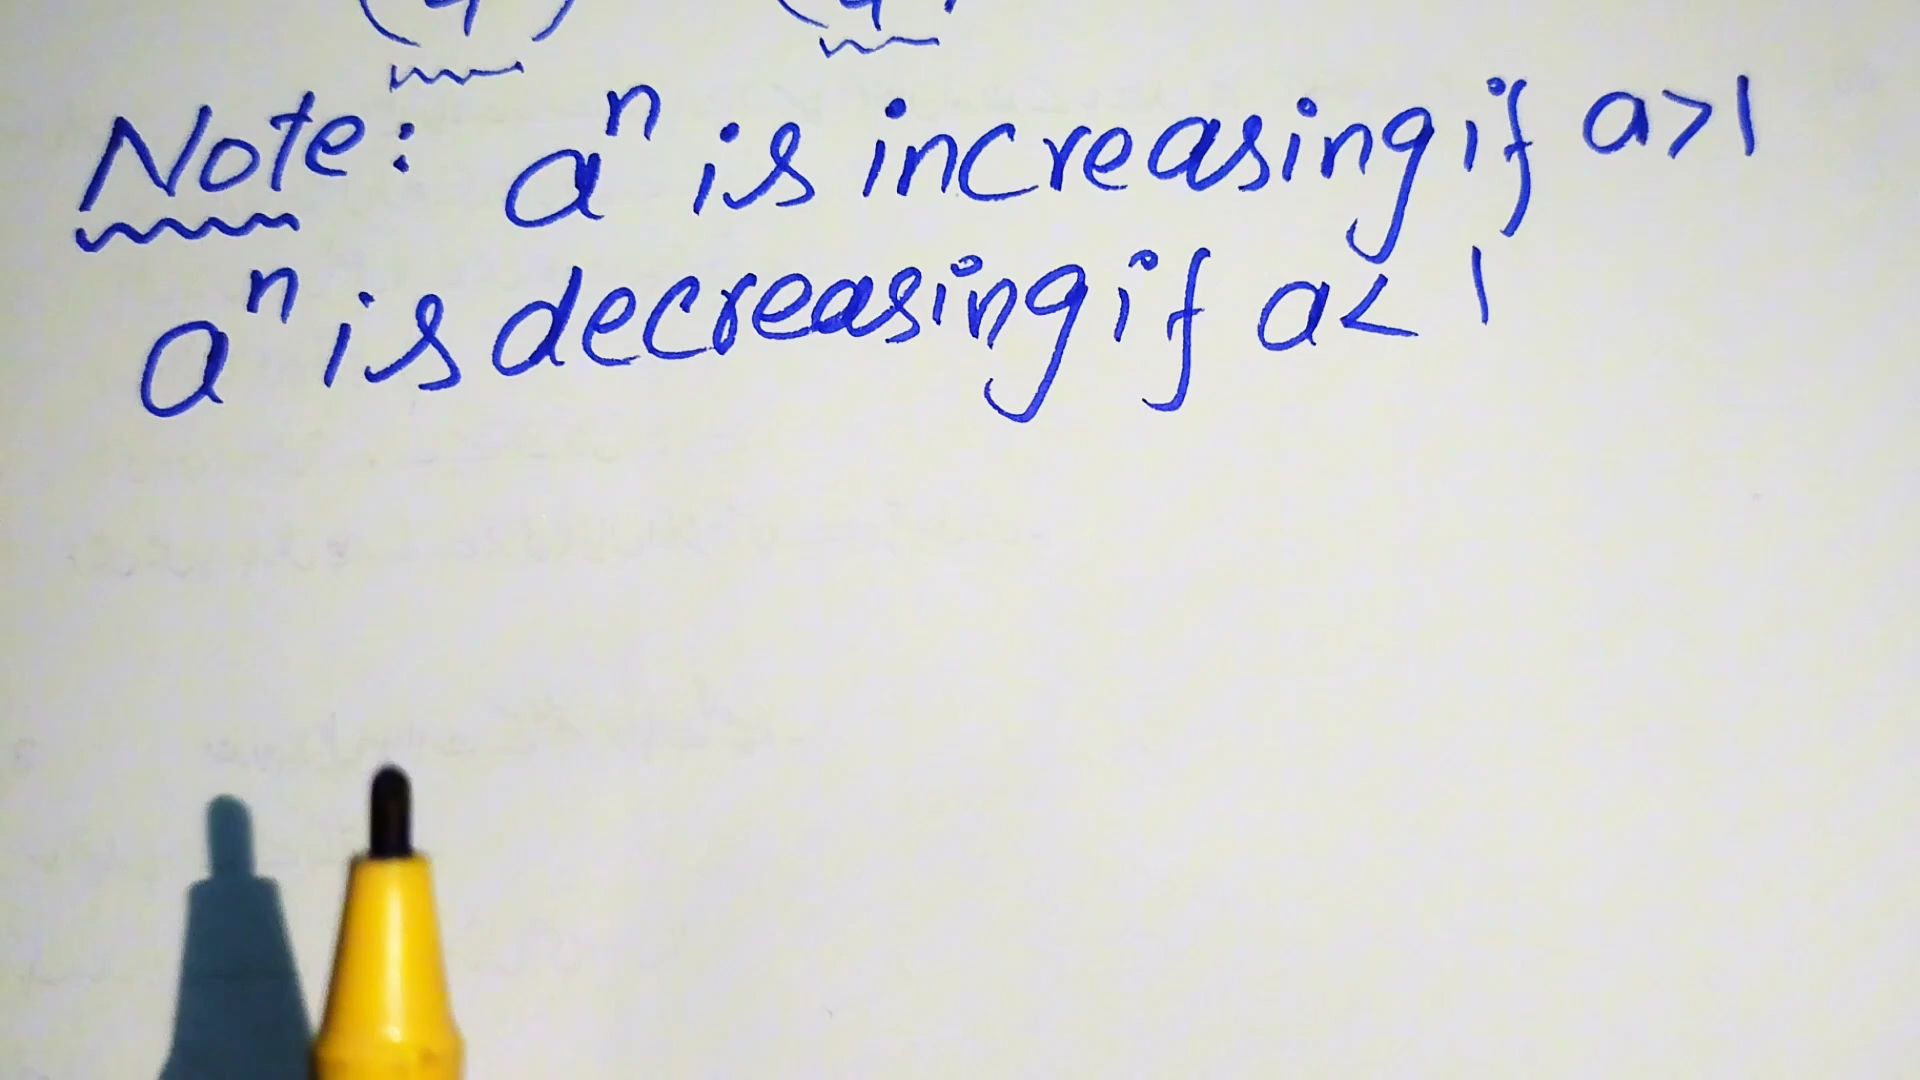 Note: aⁿ is increasing if a>1
aⁿ is decreasing if a< 1